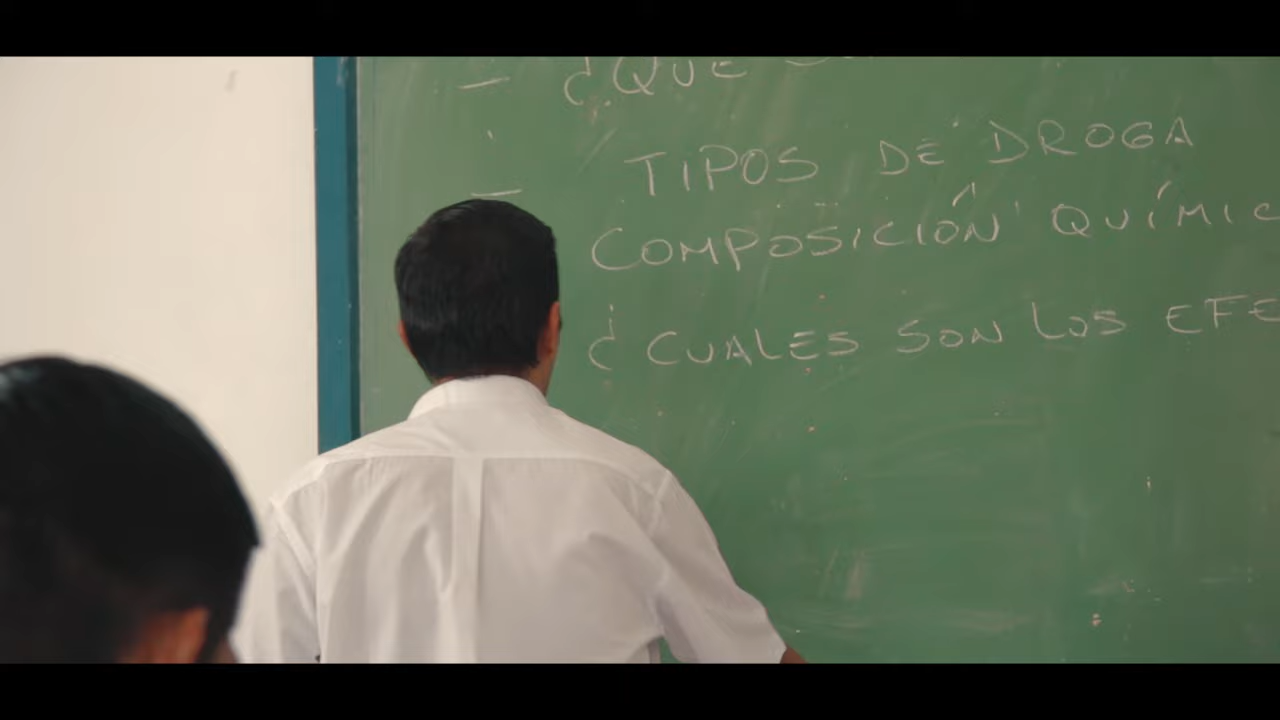 - ¿QUE
- TIPOS DE DROGA
COMPOSICIÓN QUÍMIC
¿CUALES SON LOS EFE